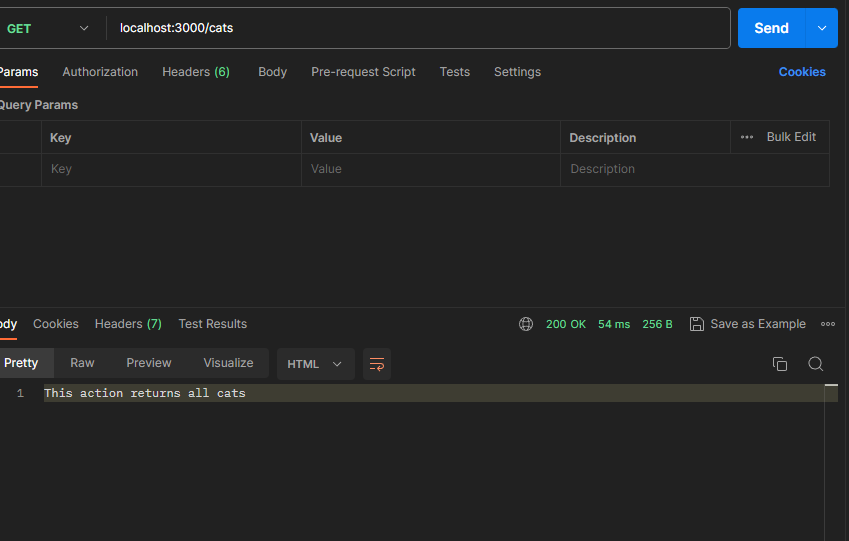 GET localhost:3000/cats Send
Params Authorization Headers (6) Body Pre-request Script Tests Settings Cookies
Query Params
Key Value Description ••• Bulk Edit
Key Value Description
ody Cookies Headers (7) Test Results 200 OK 54 ms 256 B Save as Example •••
Pretty Raw Preview Visualize HTML
1 This action returns all cats